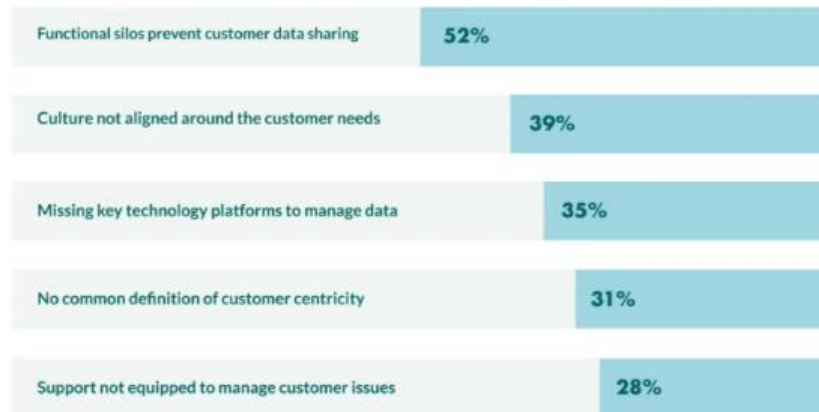 Functional silos prevent customer data sharing 52%
Culture not aligned around the customer needs 39%
Missing key technology platforms to manage data 35%
No common definition of customer centricity 31%
Support not equipped to manage customer issues 28%